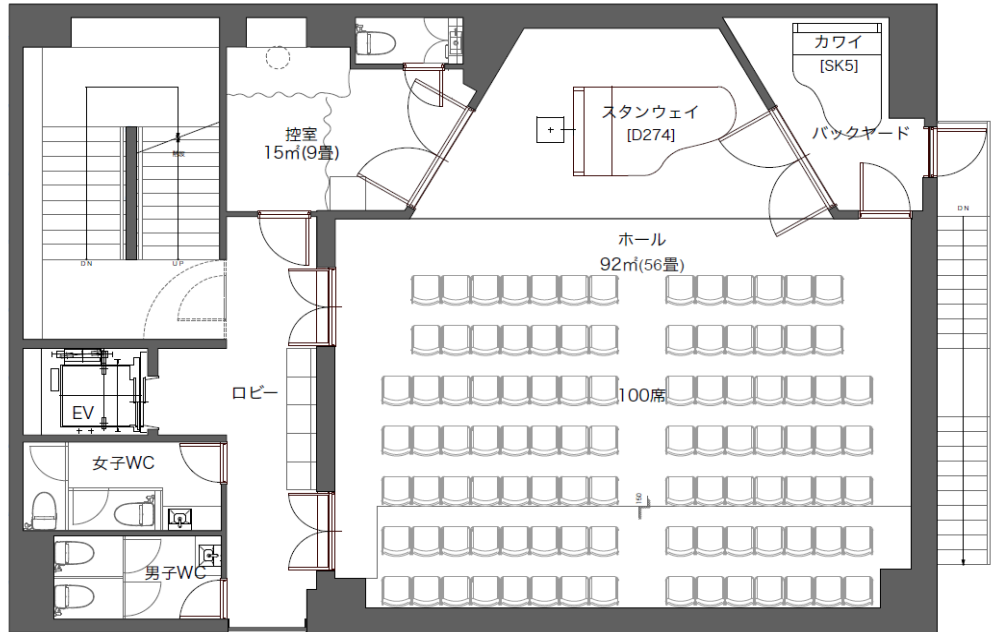 カワイ
[SK5]
スタンウェイ
[D274]
バックヤード
控室
15㎡(9畳)
DN
UP
DN
ホール
92㎡(56畳)
ロビー
100席
EV
女子WC
150
男子WC